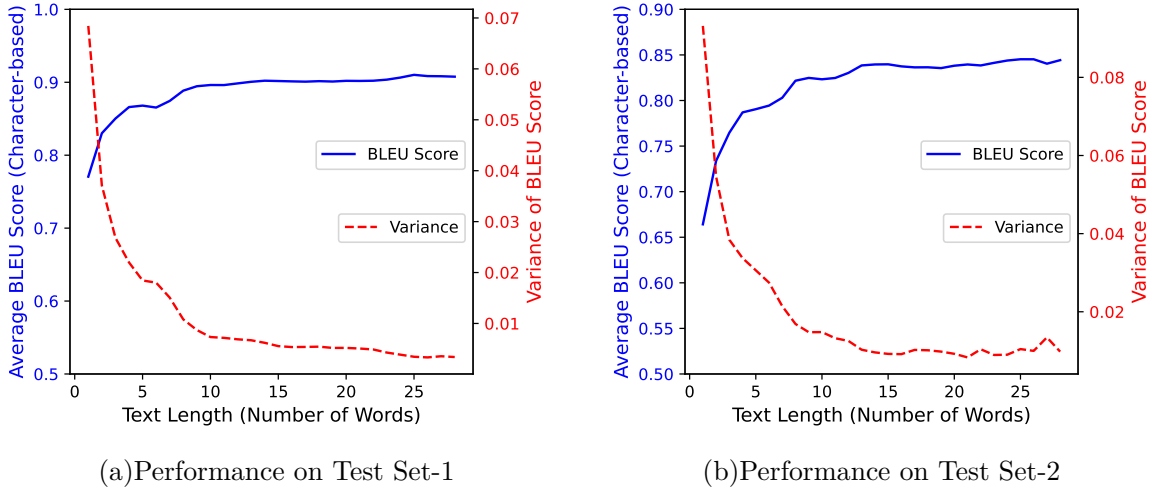 1.0
0.9
0.8
0.7
0.6
0.5
Average BLEU Score (Character-based)
0.07
0.06
0.05
0.04
0.03
0.02
0.01
Variance of BLEU Score
BLEU Score
Variance
0 5 10 15 20 25
Text Length (Number of Words)
(a)Performance on Test Set-1
0.90
0.85
0.80
0.75
0.70
0.65
0.60
0.55
0.50
Average BLEU Score (Character-based)
0.08
0.06
0.04
0.02
Variance of BLEU Score
BLEU Score
Variance
0 5 10 15 20 25
Text Length (Number of Words)
(b)Performance on Test Set-2